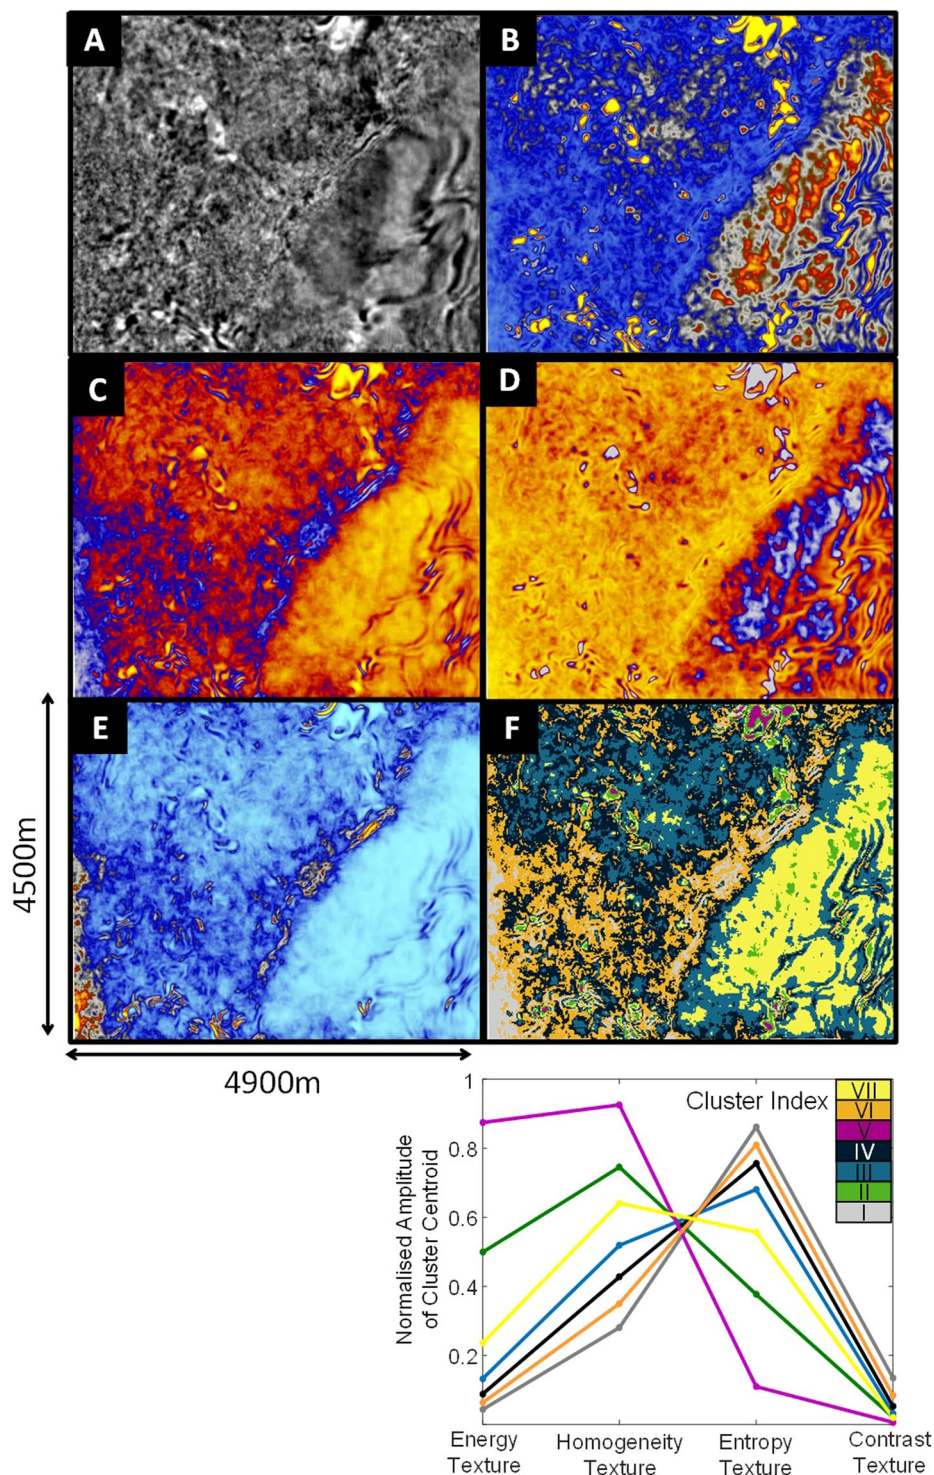 A
B
C
D
E
F
4500m
4900m
Cluster Index
VII
VI
V
IV
III
II
I
Normalised Amplitude
of Cluster Centroid
1
0.8
0.6
0.4
0.2
Energy
Texture
Homogeneity
Texture
Entropy
Texture
Contrast
Texture